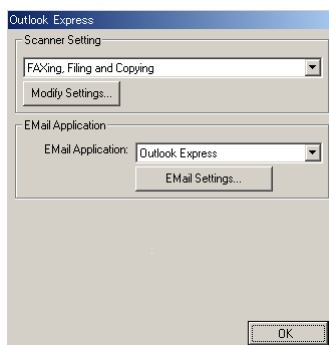 Outlook Express
Scanner Setting
FAXing, Filing and Copying
Modify Settings...
EMail Application
EMail Application: Outlook Express
EMail Settings...
OK